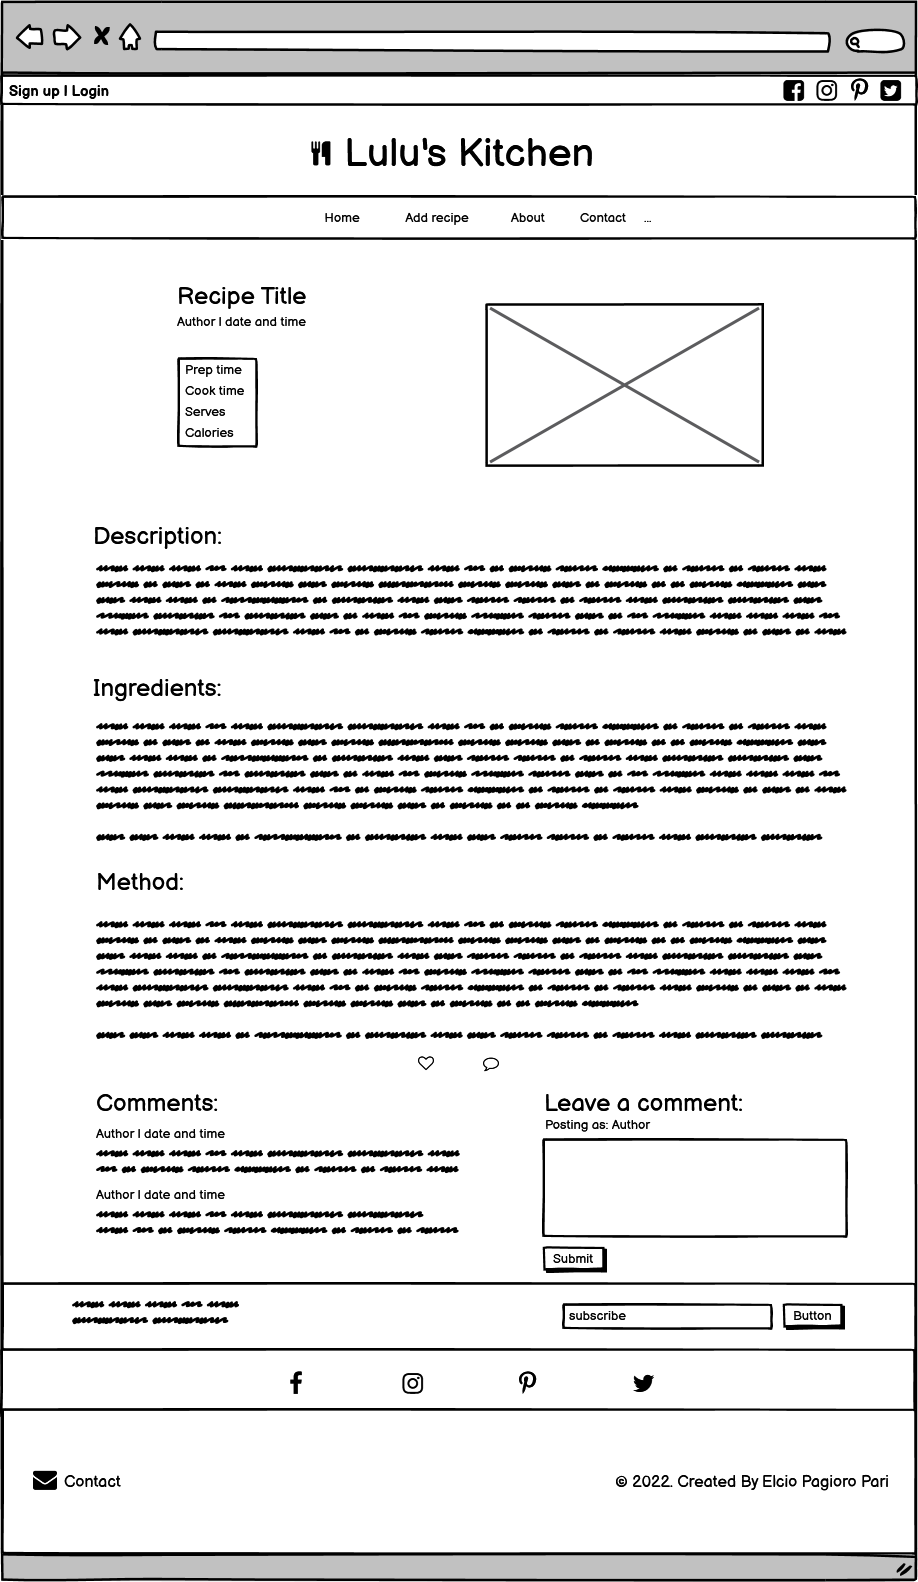 Sign up | Login
Lulu's Kitchen
Home Add recipe About Contact ...
Recipe Title
Author | date and time
Prep time
Cook time
Serves
Calories
Description:
Ingredients:
Method:
Comments:
Author | date and time
Author | date and time
Leave a comment:
Posting as: Author
Submit
subscribe Button
Contact
© 2022. Created By Elcio Pagioro Pari